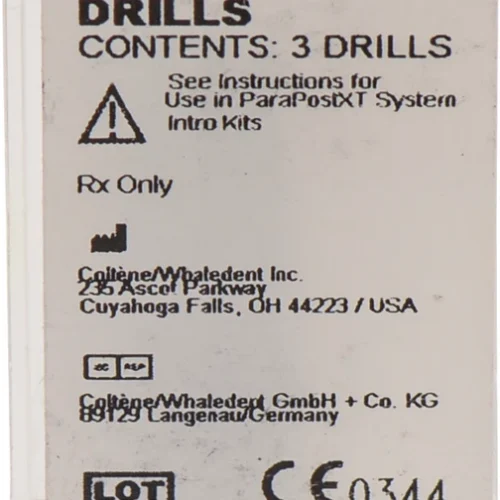 DRILLS
CONTENTS: 3 DRILLS
See Instructions for
Use in ParaPostXT System
Intro Kits
Rx Only
Coltène/Whaledent Inc.
235 Ascot Parkway
Cuyahoga Falls, OH 44223 / USA
EC REP
Coltène/Whaledent GmbH + Co. KG
89129 Langenau/Germany
LOT CE0344